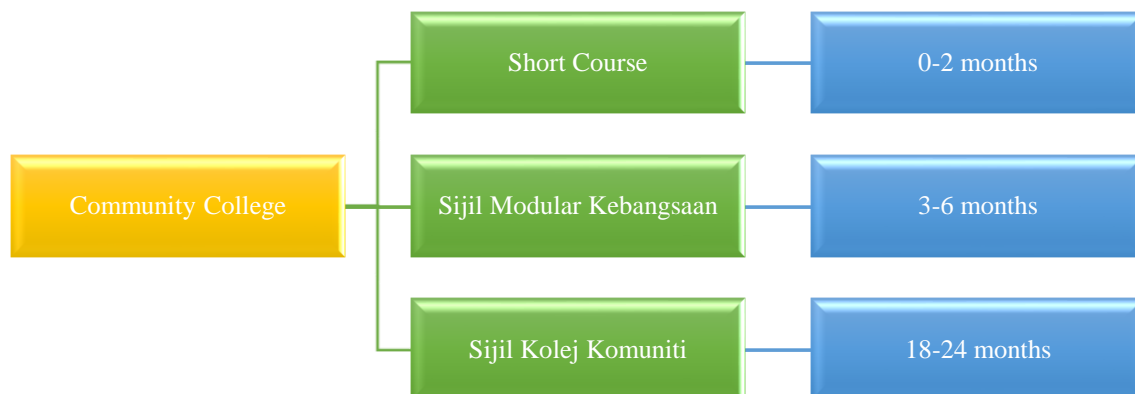 Community College
Short Course
0-2 months
Sijil Modular Kebangsaan
3-6 months
Sijil Kolej Komuniti
18-24 months